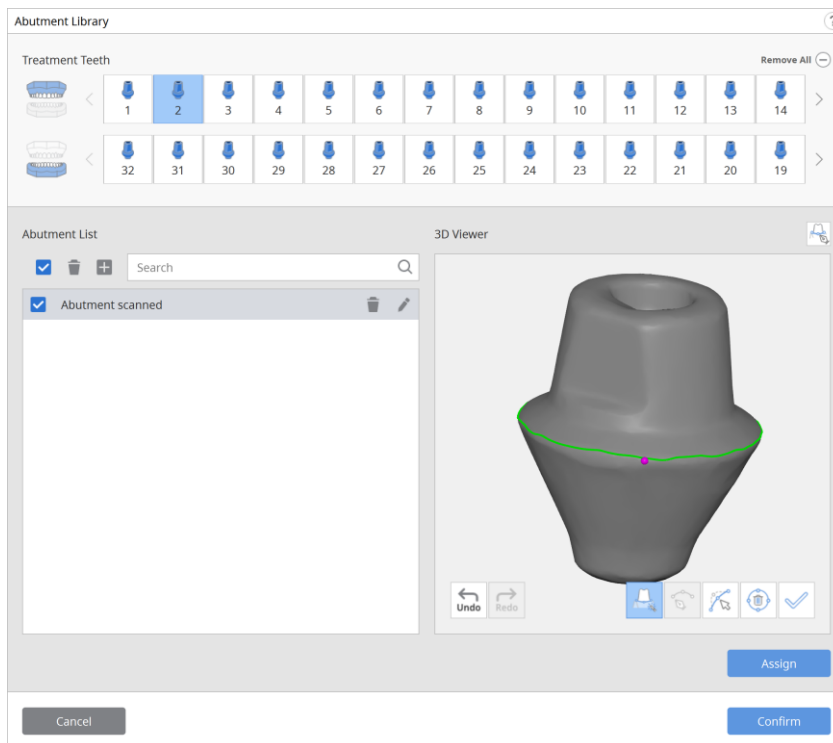 Abutment Library
?
Treatment Teeth
Remove All
1 2 3 4 5 6 7 8 9 10 11 12 13 14
32 31 30 29 28 27 26 25 24 23 22 21 20 19
Abutment List
3D Viewer
Search
Abutment scanned
Undo Redo
Assign
Cancel
Confirm